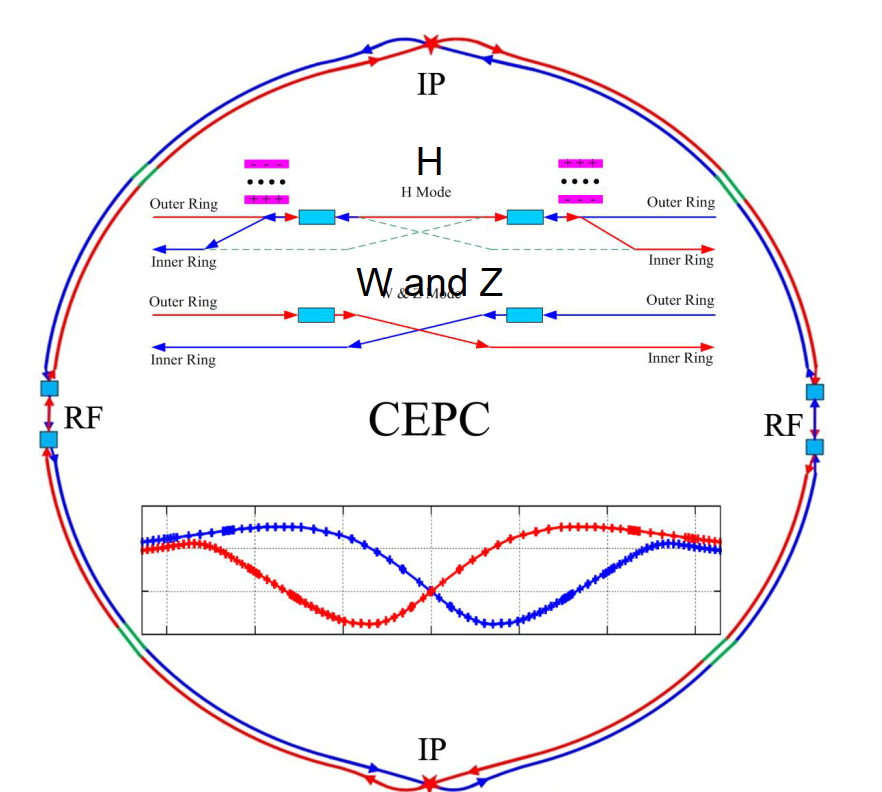 IP
H
- - -
+ + +
H Mode
+ + +
- - -
Outer Ring
Outer Ring
Inner Ring
Inner Ring
W and Z
W & Z Mode
Outer Ring
Outer Ring
Inner Ring
Inner Ring
RF
CEPC
RF
IP